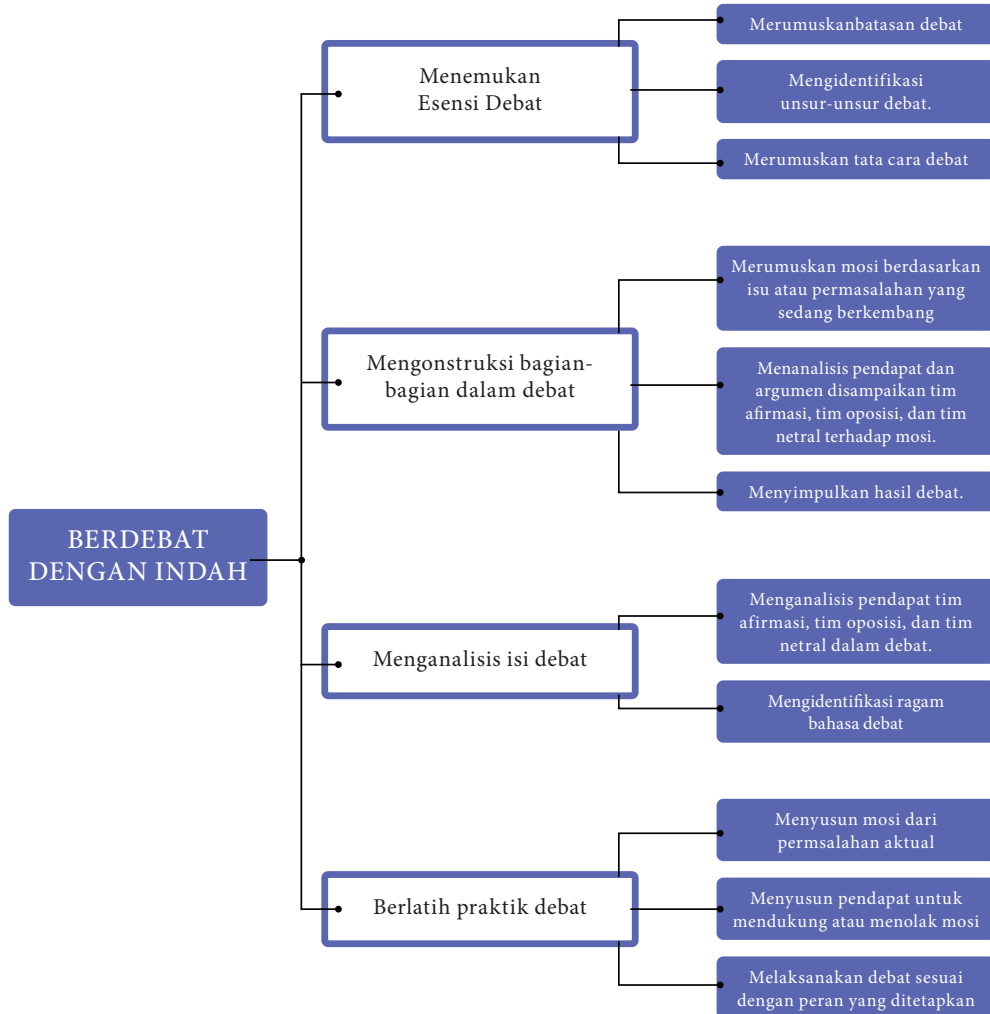 BERDEBAT
DENGAN INDAH
Menemukan
Esensi Debat
Merumuskanbatasan debat
Mengidentifikasi
unsur-unsur debat.
Merumuskan tata cara debat
Mengonstruksi bagian-
bagian dalam debat
Merumuskan mosi berdasarkan
isu atau permasalahan yang
sedang berkembang
Menanalisis pendapat dan
argumen disampaikan tim
afirmasi, tim oposisi, dan tim
netral terhadap mosi.
Menyimpulkan hasil debat.
Menganalisis isi debat
Menganalisis pendapat tim
afirmasi, tim oposisi, dan tim
netral dalam debat.
Mengidentifikasi ragam
bahasa debat
Berlatih praktik debat
Menyusun mosi dari
permsalahan aktual
Menyusun pendapat untuk
mendukung atau menolak mosi
Melaksanakan debat sesuai
dengan peran yang ditetapkan